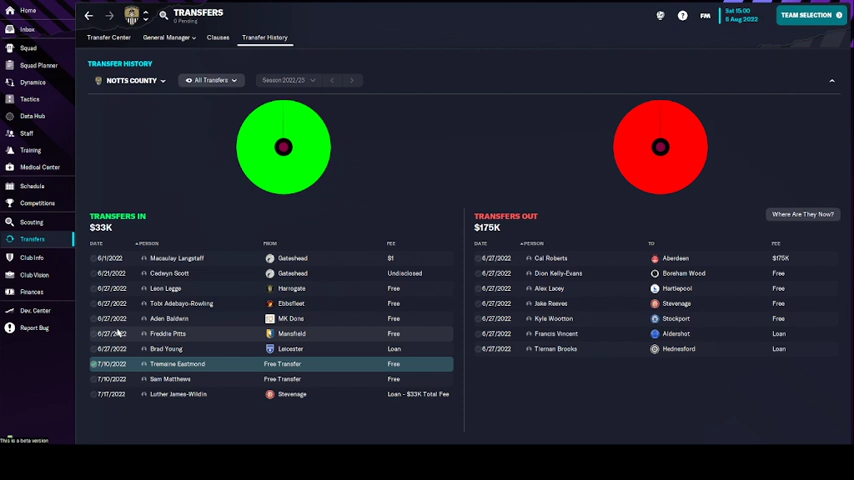 Home
TRANSFERS
0 Pending
FM
Sat 15:00
6 Aug 2022
TEAM SELECTION
Inbox
Transfer Center
General Manager
Clauses
Transfer History
Squad
Squad Planner
TRANSFER HISTORY
Dynamics
NOTTS COUNTY
All Transfers
Season 2022/23
Tactics
Data Hub
Staff
Training
Medical Center
Schedule
Competitions
Scouting
Transfers
Club Info
Club Vision
Finances
Dev. Center
Report Bug
This is a beta version
TRANSFERS IN
$33K
DATE PERSON FROM FEE
6/1/2022 Macaulay Langstaff Gateshead $1
6/21/2022 Cedwyn Scott Gateshead Undisclosed
6/27/2022 Leon Legge Harrogate Free
6/27/2022 Tobi Adebayo-Rowling Ebbsfleet Free
6/27/2022 Aden Baldwin MK Dons Free
6/27/2022 Freddie Pitts Mansfield Free
6/27/2022 Brad Young Leicester Loan
7/10/2022 Tremaine Eastmond Free Transfer Free
7/10/2022 Sam Matthews Free Transfer Free
7/17/2022 Luther James-Wildin Stevenage Loan - $33K Total Fee
TRANSFERS OUT
$175K
Where Are They Now?
DATE PERSON TO FEE
6/27/2022 Cal Roberts Aberdeen $175K
6/27/2022 Dion Kelly-Evans Boreham Wood Free
6/27/2022 Alex Lacey Hartlepool Free
6/27/2022 Jake Reeves Stevenage Free
6/27/2022 Kyle Wootton Stockport Free
6/27/2022 Francis Vincent Aldershot Loan
6/27/2022 Tiernan Brooks Hednesford Loan